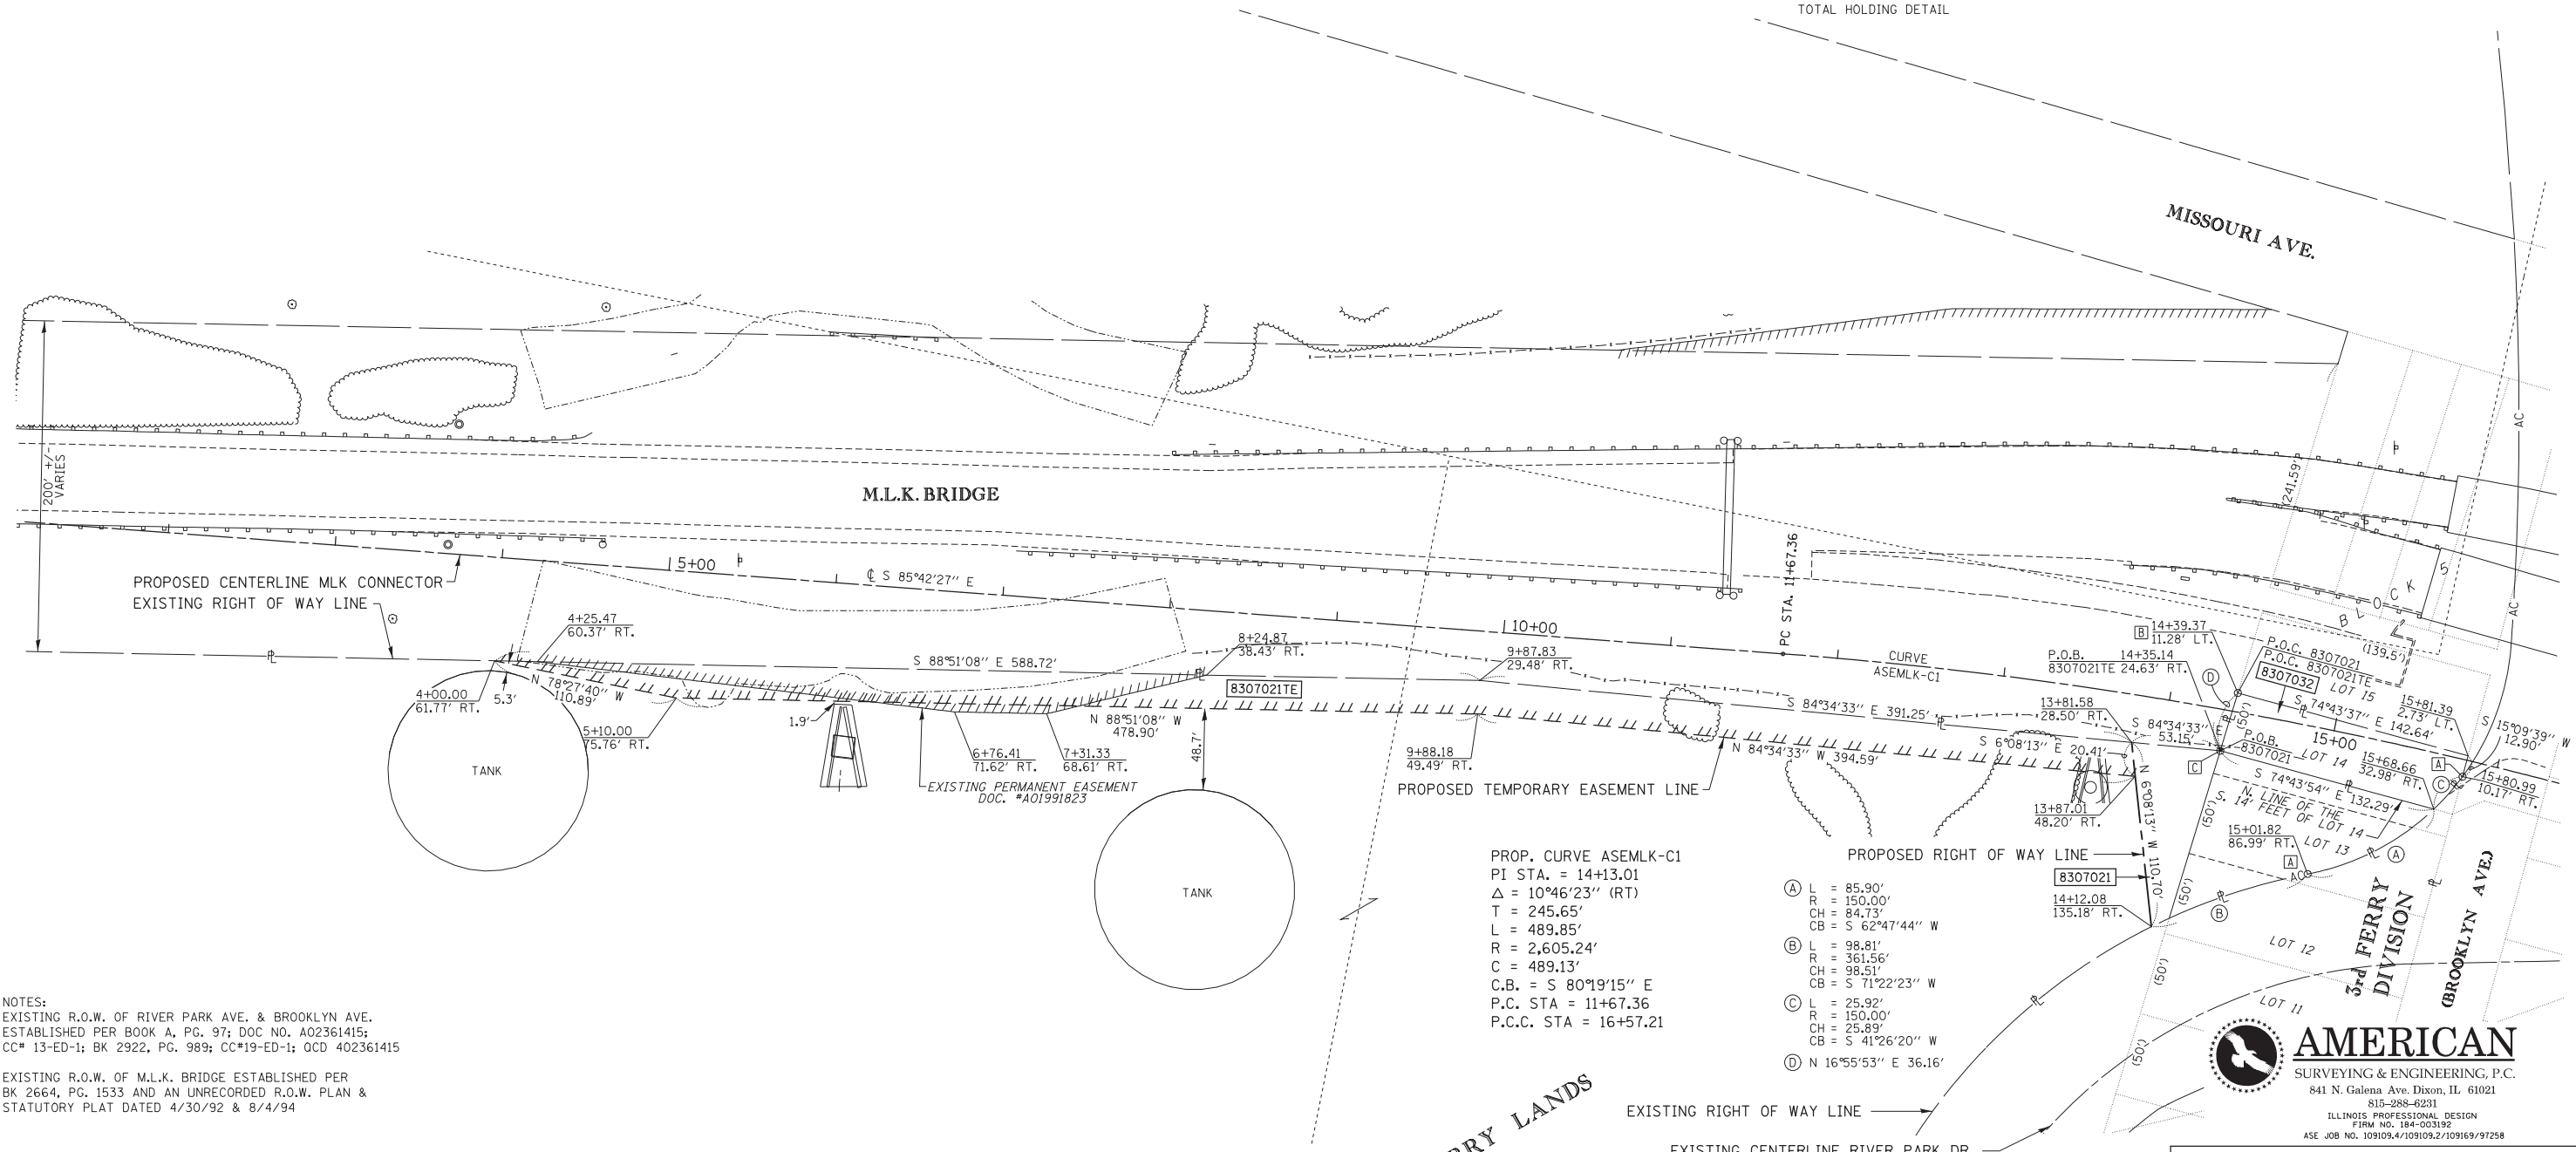 TOTAL HOLDING DETAIL
MISSOURI AVE.
AC
200' +/-
VARIES
M.L.K. BRIDGE
(241.59'
PROPOSED CENTERLINE MLK CONNECTOR
EXISTING RIGHT OF WAY LINE
5+00
℄ S 85°42'27'' E
PC STA. 11+67.36
10+00
BLOCK 5
AC
4+25.47
60.37' RT.
8+24.87
38.43' RT.
S 88°51'08'' E 588.72'
9+87.83
29.48' RT.
CURVE
ASEMLK-C1
B 14+39.37
11.28' LT.
P.O.B. 14+35.14
8307021TE 24.63' RT.
P.O.C. 8307021
P.O.C. 8307021TE
8307032
(139.5')
LOT 15
D
(50')
4+00.00
61.77' RT.
5.3'
N 78°27'40'' W
110.89'
5+10.00
75.76' RT.
1.9'
8307021TE
N 88°51'08'' W
478.90'
48.7'
6+76.41
71.62' RT.
7+31.33
68.61' RT.
EXISTING PERMANENT EASEMENT
DOC. #A01991823
9+88.18
49.49' RT.
S 84°34'33'' E 391.25'
N 84°34'33'' W 394.59'
PROPOSED TEMPORARY EASEMENT LINE
13+81.58
28.50' RT.
S 84°34'33'' E
53.15'
S 6°08'13'' E 20.41'
13+87.01
48.20' RT.
N 6°08'13'' W 110.70'
S 74°43'37'' E 142.64'
15+81.39
2.73' LT.
S 15°09'39'' W
12.90'
15+00
P.O.B.
8307021
LOT 14
15+68.66
32.98' RT.
A
C
15+80.99
10.17' RT.
C
S 74°43'54'' E 132.29'
N. LINE OF THE
S. 14' FEET OF LOT 14
LOT 13
15+01.82
86.99' RT.
A
AC
A
B
(50')
(50')
TANK
TANK
PROPOSED RIGHT OF WAY LINE
8307021
14+12.08
135.18' RT.
PROP. CURVE ASEMLK-C1
PI STA. = 14+13.01
Δ = 10°46'23'' (RT)
T = 245.65'
L = 489.85'
R = 2,605.24'
C = 489.13'
C.B. = S 80°19'15'' E
P.C. STA = 11+67.36
P.C.C. STA = 16+57.21
A L = 85.90'
R = 150.00'
CH = 84.73'
CB = S 62°47'44'' W
B L = 98.81'
R = 361.56'
CH = 98.51'
CB = S 71°22'23'' W
C L = 25.92'
R = 150.00'
CH = 25.89'
CB = S 41°26'20'' W
D N 16°55'53'' E 36.16'
LOT 12
LOT 11
(50')
(50')
3rd FERRY
DIVISION
(BROOKLYN AVE.)
NOTES:
EXISTING R.O.W. OF RIVER PARK AVE. & BROOKLYN AVE.
ESTABLISHED PER BOOK A, PG. 97; DOC NO. A02361415;
CC# 13-ED-1; BK 2922, PG. 989; CC#19-ED-1; QCD 402361415
EXISTING R.O.W. OF M.L.K. BRIDGE ESTABLISHED PER
BK 2664, PG. 1533 AND AN UNRECORDED R.O.W. PLAN &
STATUTORY PLAT DATED 4/30/92 & 8/4/94
RRY LANDS
EXISTING RIGHT OF WAY LINE
EXISTING CENTERLINE RIVER PARK DR.
AMERICAN
SURVEYING & ENGINEERING, P.C.
841 N. Galena Ave. Dixon, IL 61021
815-288-6231
ILLINOIS PROFESSIONAL DESIGN
FIRM NO. 184-003192
ASE JOB NO. 109109.4/109109.2/109169/97258